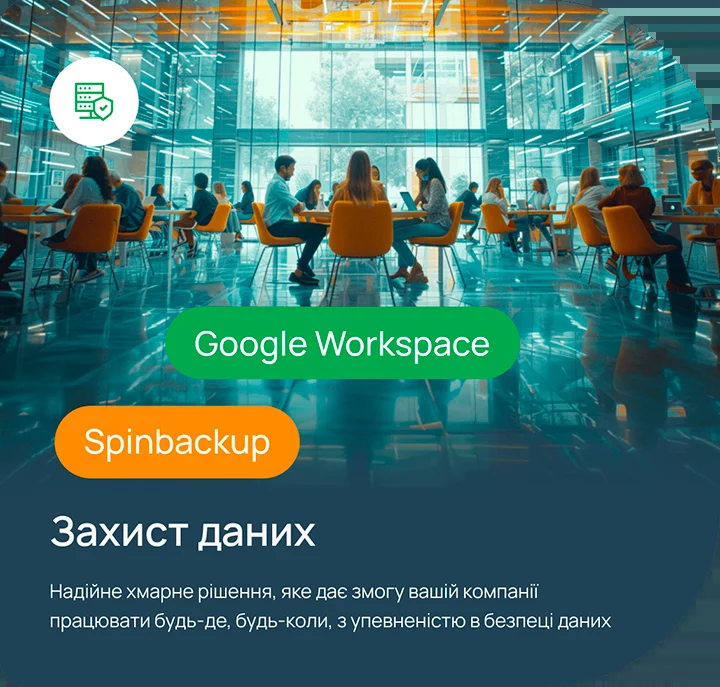 Google Workspace
Spinbackup
Захист даних
Надійне хмарне рішення, яке дає змогу вашій компанії
працювати будь-де, будь-коли, з упевненістю в безпеці даних